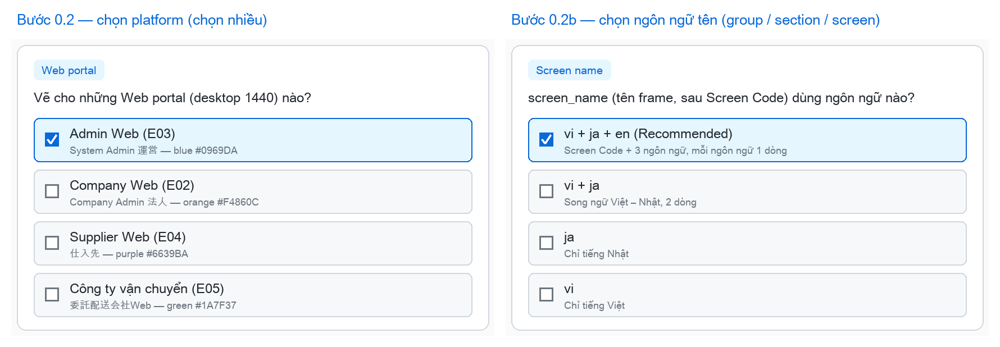 Bước 0.2 — chọn platform (chọn nhiều)
Web portal
Vẽ cho những Web portal (desktop 1440) nào?
Admin Web (E03)
System Admin 運営 — blue #0969DA
Company Web (E02)
Company Admin 法人 — orange #F4860C
Supplier Web (E04)
仕入先 — purple #6639BA
Công ty vận chuyển (E05)
委託配送会社Web — green #1A7F37
Bước 0.2b — chọn ngôn ngữ tên (group / section / screen)
Screen name
screen_name (tên frame, sau Screen Code) dùng ngôn ngữ nào?
vi + ja + en (Recommended)
Screen Code + 3 ngôn ngữ, mỗi ngôn ngữ 1 dòng
vi + ja
Song ngữ Việt – Nhật, 2 dòng
ja
Chỉ tiếng Nhật
vi
Chỉ tiếng Việt